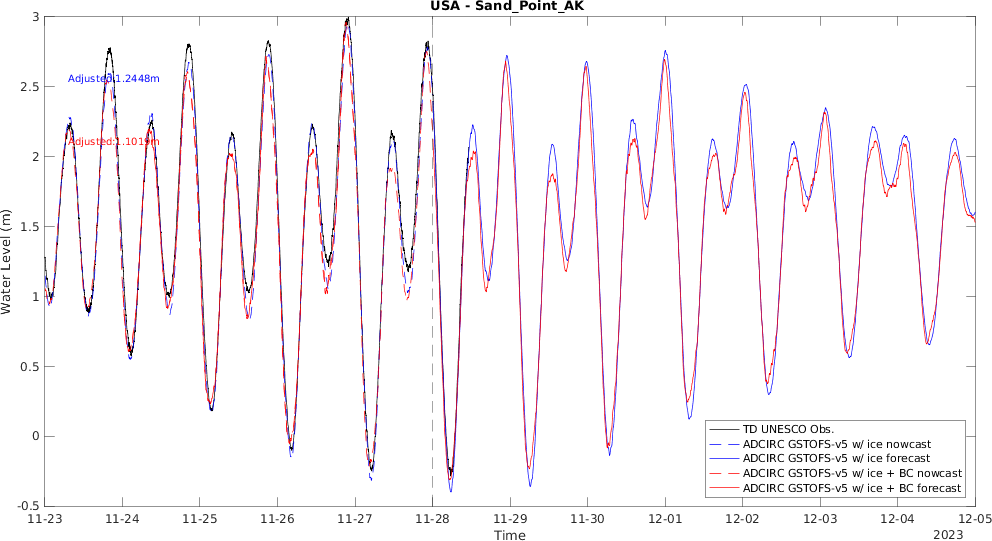 USA - Sand_Point_AK
Water Level (m)
3
2.5
2
1.5
1
0.5
0
-0.5
Adjusted:1.2448m
Adjusted:1.1019m
TD UNESCO Obs.
ADCIRC GSTOFS-v5 w/ ice nowcast
ADCIRC GSTOFS-v5 w/ ice forecast
ADCIRC GSTOFS-v5 w/ ice + BC nowcast
ADCIRC GSTOFS-v5 w/ ice + BC forecast
11-23 11-24 11-25 11-26 11-27 11-28 11-29 11-30 12-01 12-02 12-03 12-04 12-05
Time
2023